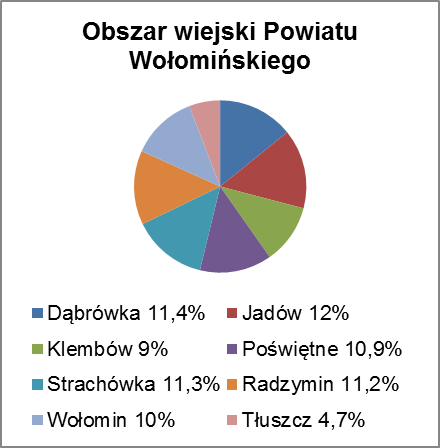 Obszar wiejski Powiatu
Wołomińskiego
Dąbrówka 11,4% Jadów 12%
Klembów 9% Poświętne 10,9%
Strachówka 11,3% Radzymin 11,2%
Wołomin 10% Tłuszcz 4,7%